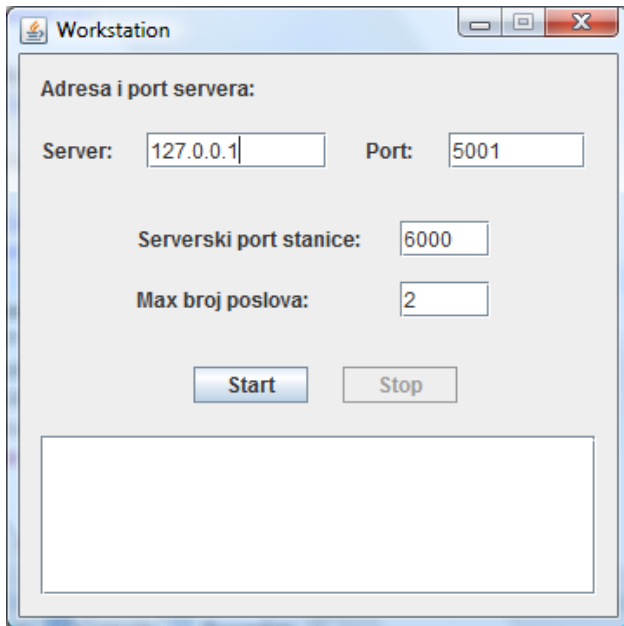 Workstation
Adresa i port servera:
Server: 127.0.0.1 Port: 5001
Serverski port stanice: 6000
Max broj poslova: 2
Start Stop